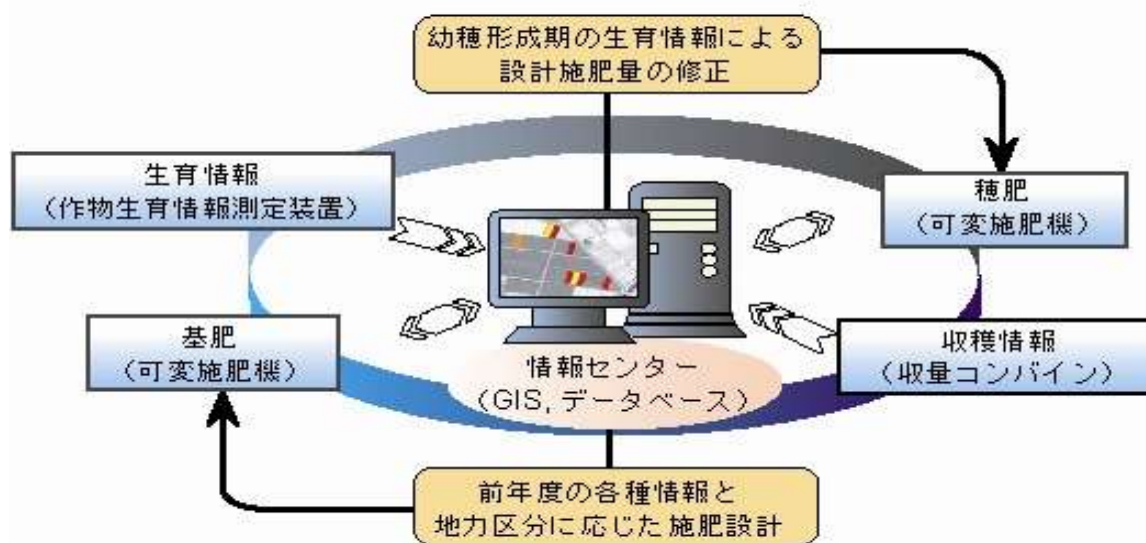 幼穂形成期の生育情報による
設計施肥量の修正
生育情報
（作物生育情報測定装置）
穂肥
（可変施肥機）
基肥
（可変施肥機）
収穫情報
（収量コンバイン）
情報センター
（GIS, データベース）
前年度の各種情報と
地力区分に応じた施肥設計